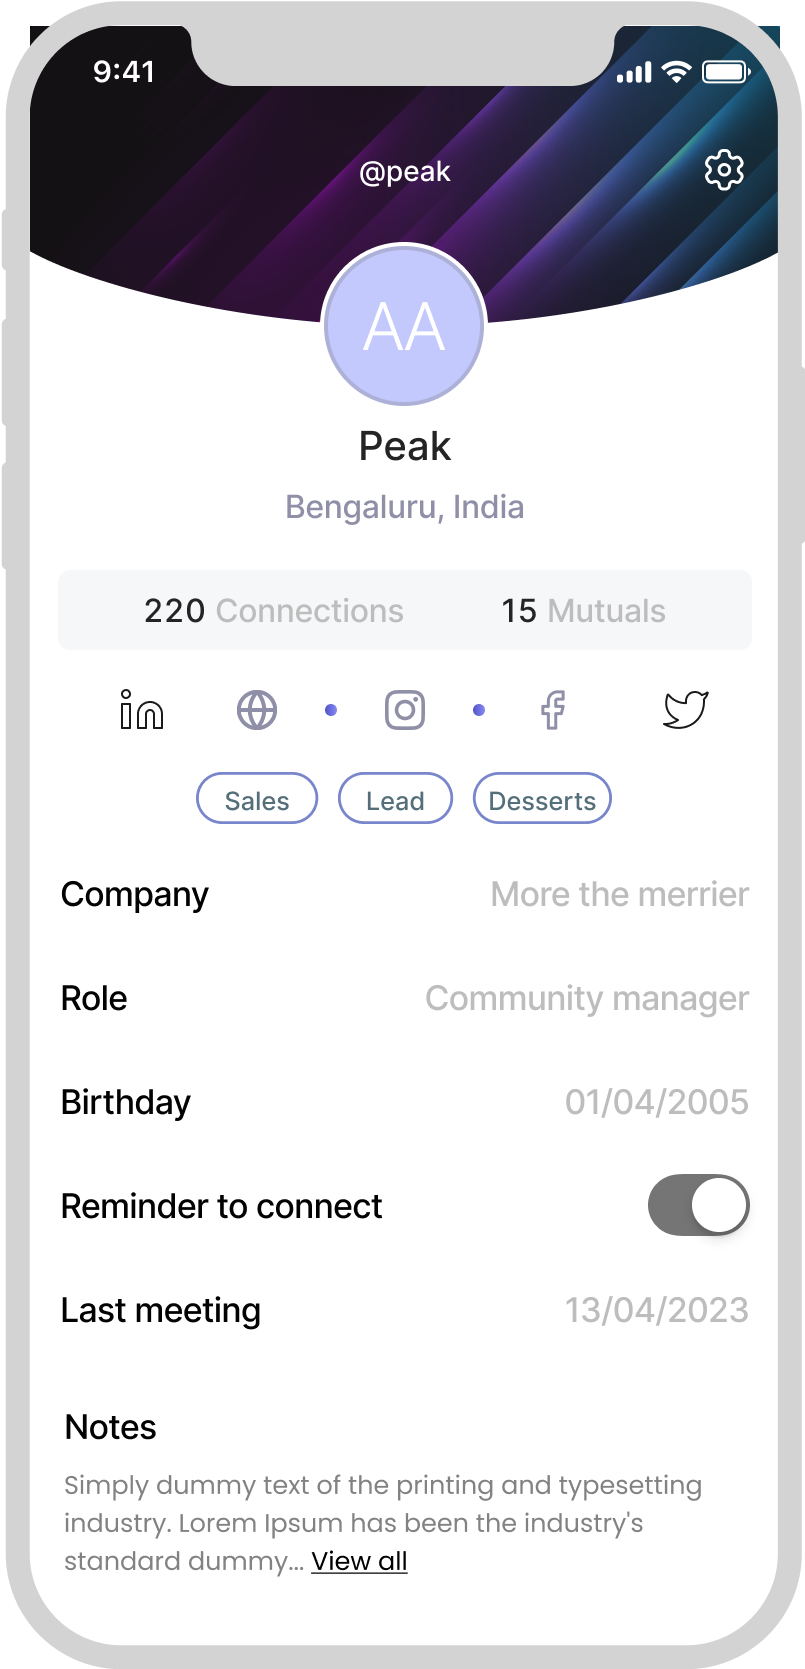 9:41
@peak
AA
Peak
Bengaluru, India
220 Connections 15 Mutuals
Sales Lead Desserts
Company More the merrier
Role Community manager
Birthday 01/04/2005
Reminder to connect
Last meeting 13/04/2023
Notes
Simply dummy text of the printing and typesetting
industry. Lorem Ipsum has been the industry's
standard dummy... View all